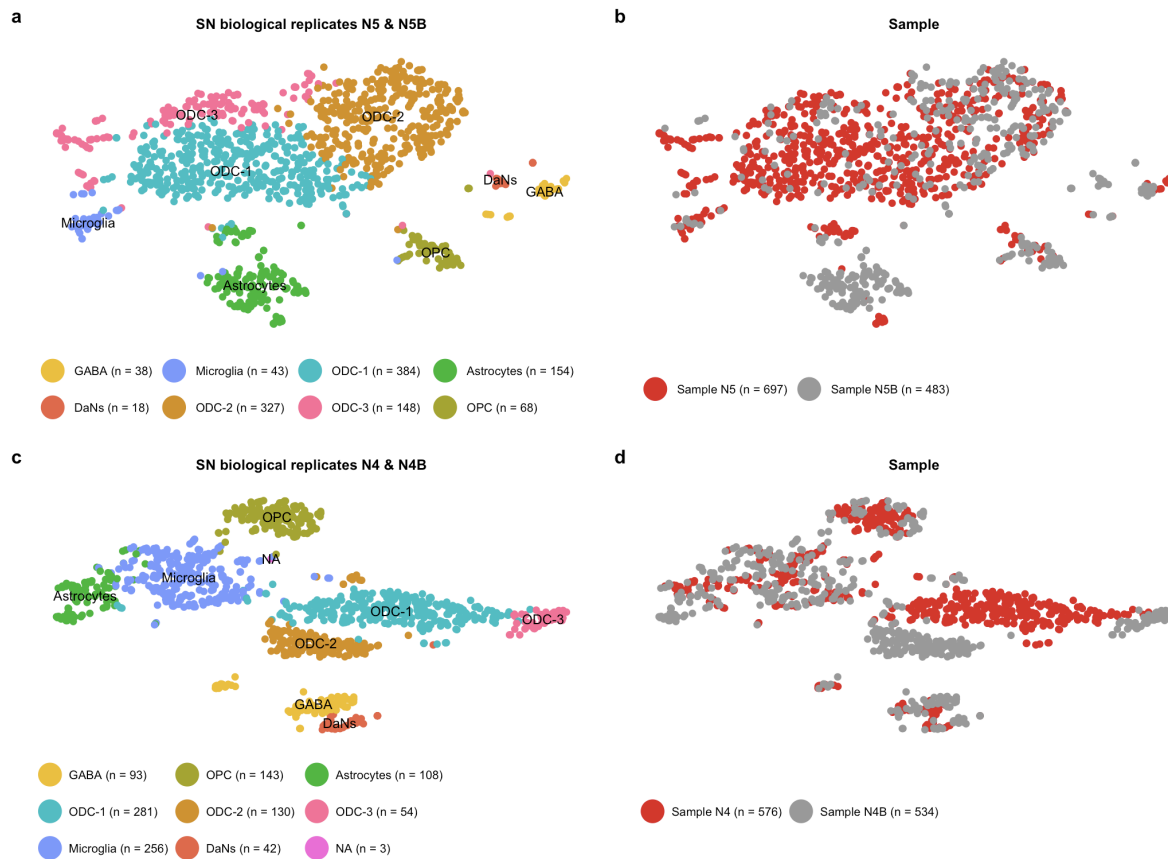 a
SN biological replicates N5 & N5B
ODC-3
ODC-2
ODC-1
DaNs
GABA
Microglia
OPC
Astrocytes
GABA (n = 38)
Microglia (n = 43)
ODC-1 (n = 384)
Astrocytes (n = 154)
DaNs (n = 18)
ODC-2 (n = 327)
ODC-3 (n = 148)
OPC (n = 68)
b
Sample
Sample N5 (n = 697)
Sample N5B (n = 483)
c
SN biological replicates N4 & N4B
OPC
NA
Microglia
Astrocytes
ODC-1
ODC-3
ODC-2
GABA
DaNs
GABA (n = 93)
OPC (n = 143)
Astrocytes (n = 108)
ODC-1 (n = 281)
ODC-2 (n = 130)
ODC-3 (n = 54)
Microglia (n = 256)
DaNs (n = 42)
NA (n = 3)
d
Sample
Sample N4 (n = 576)
Sample N4B (n = 534)